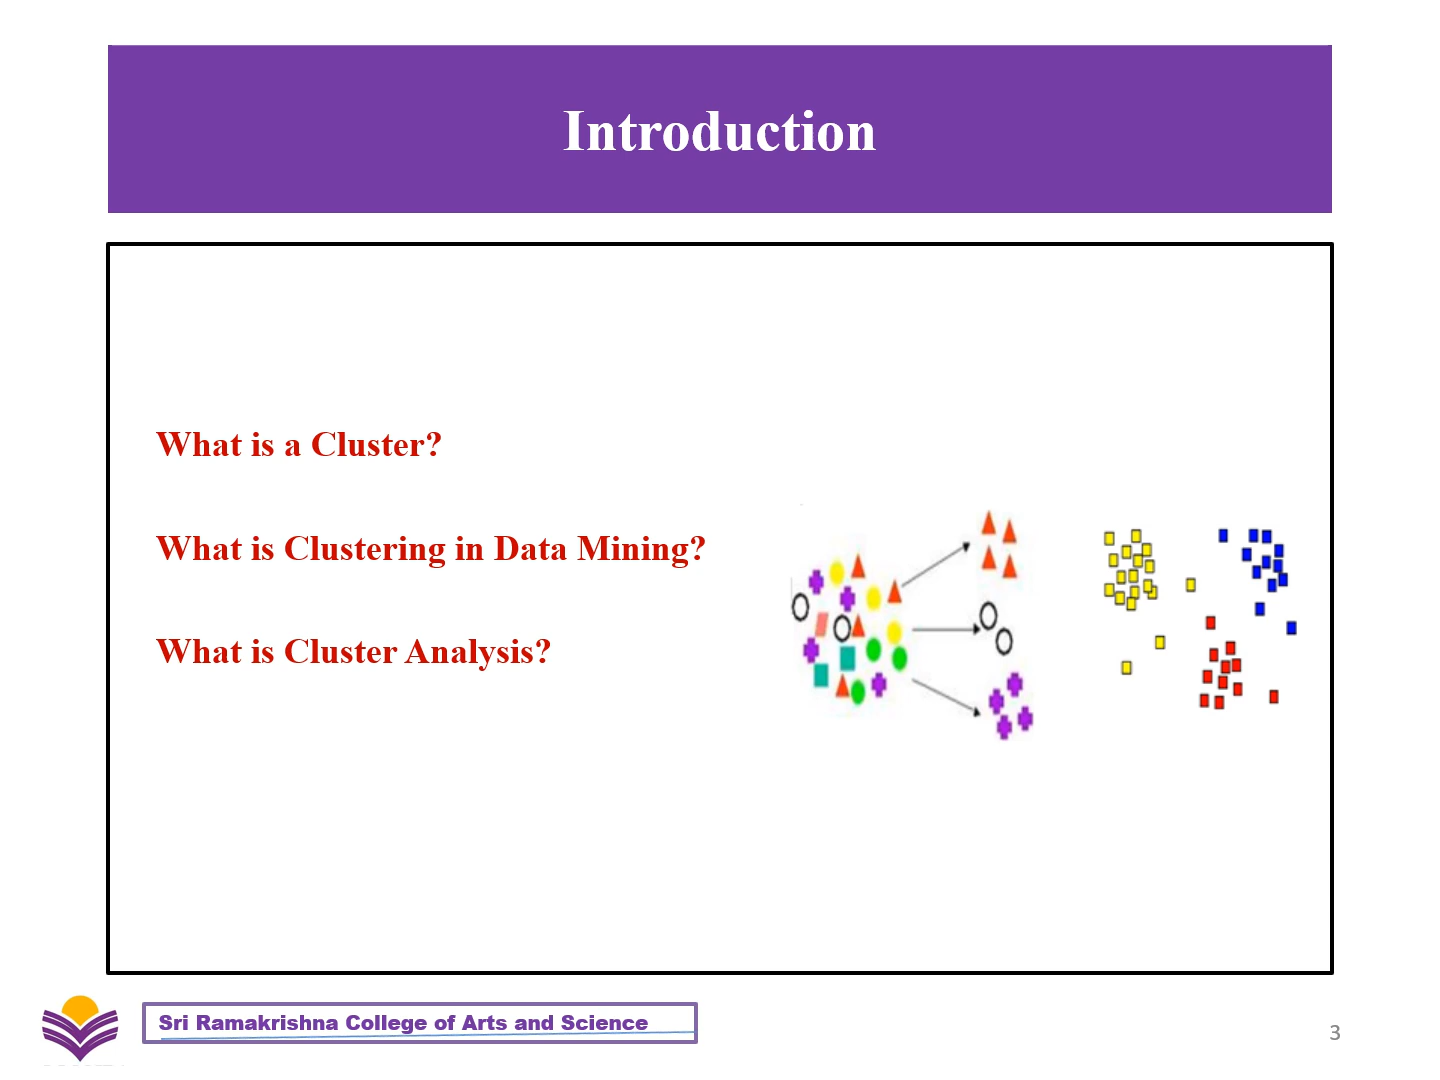 Introduction
What is a Cluster?
What is Clustering in Data Mining?
What is Cluster Analysis?
Sri Ramakrishna College of Arts and Science
3